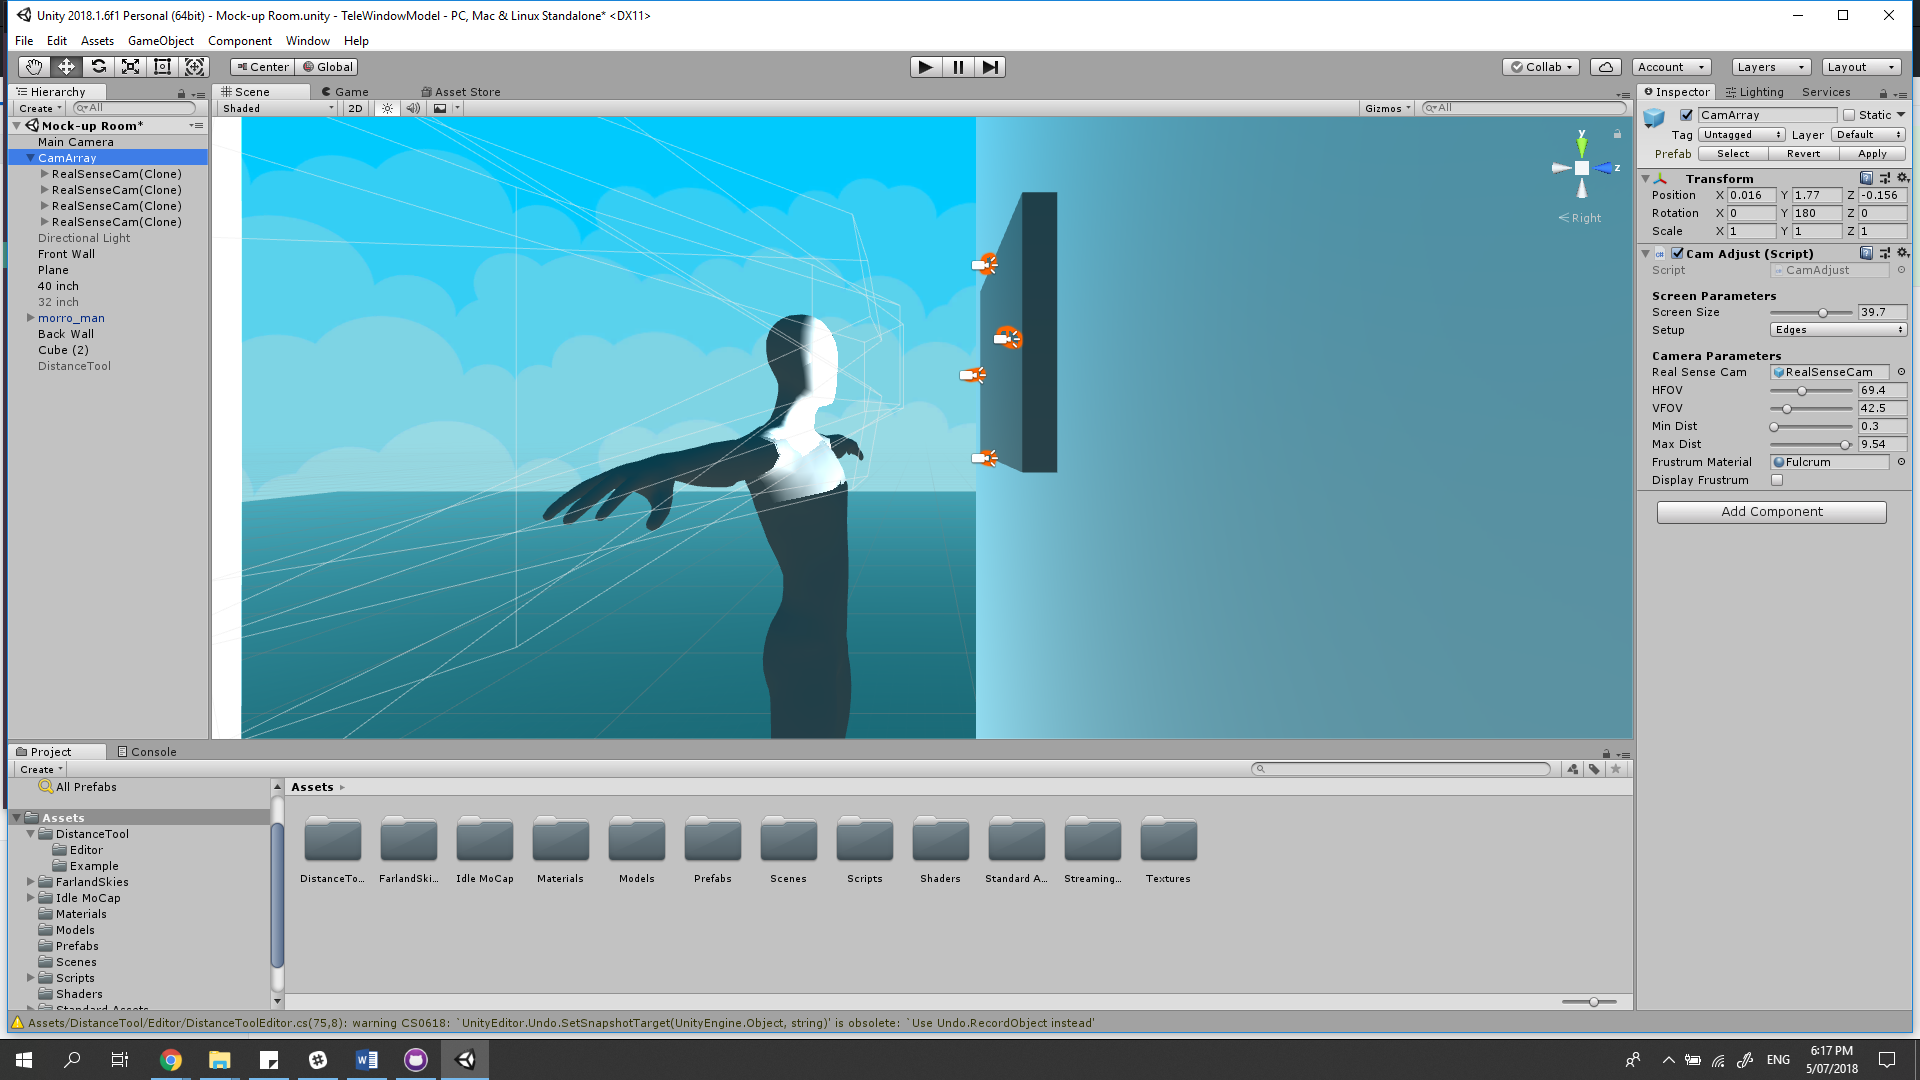 Unity 2018.1.6f1 Personal (64bit) - Mock-up Room.unity - TeleWindowModel - PC, Mac & Linux Standalone* <DX11>
File Edit Assets GameObject Component Window Help
Center Global Collab Account Layers Layout
Hierarchy
Create All
Mock-up Room*
Main Camera
CamArray
RealSenseCam(Clone)
RealSenseCam(Clone)
RealSenseCam(Clone)
RealSenseCam(Clone)
Directional Light
Front Wall
Plane
40 inch
32 inch
morro_man
Back Wall
Cube (2)
DistanceTool
Scene Game Asset Store
Shaded 2D Gizmos All
y
z
Right
Inspector Lighting Services
CamArray Static
Tag Untagged Layer Default
Prefab Select Revert Apply
Transform
Position X 0.016 Y 1.77 Z -0.156
Rotation X 0 Y 180 Z 0
Scale X 1 Y 1 Z 1
Cam Adjust (Script)
Script CamAdjust
Screen Parameters
Screen Size 39.7
Setup Edges
Camera Parameters
Real Sense Cam RealSenseCam
HFOV 69.4
VFOV 42.5
Min Dist 0.3
Max Dist 9.54
Frustrum Material Fulcrum
Display Frustrum
Add Component
Project Console
Create
All Prefabs
Assets
DistanceTool
Editor
Example
FarlandSkies
Idle MoCap
Materials
Models
Prefabs
Scenes
Scripts
Shaders
Standard Assets
Assets
DistanceTo... FarlandSki... Idle MoCap Materials Models Prefabs Scenes Scripts Shaders Standard A... Streaming... Textures
Assets/DistanceTool/Editor/DistanceToolEditor.cs(75,8): warning CS0618: `UnityEditor.Undo.SetSnapshotTarget(UnityEngine.Object, string)' is obsolete: `Use Undo.RecordObject instead'
ENG
6:17 PM
5/07/2018